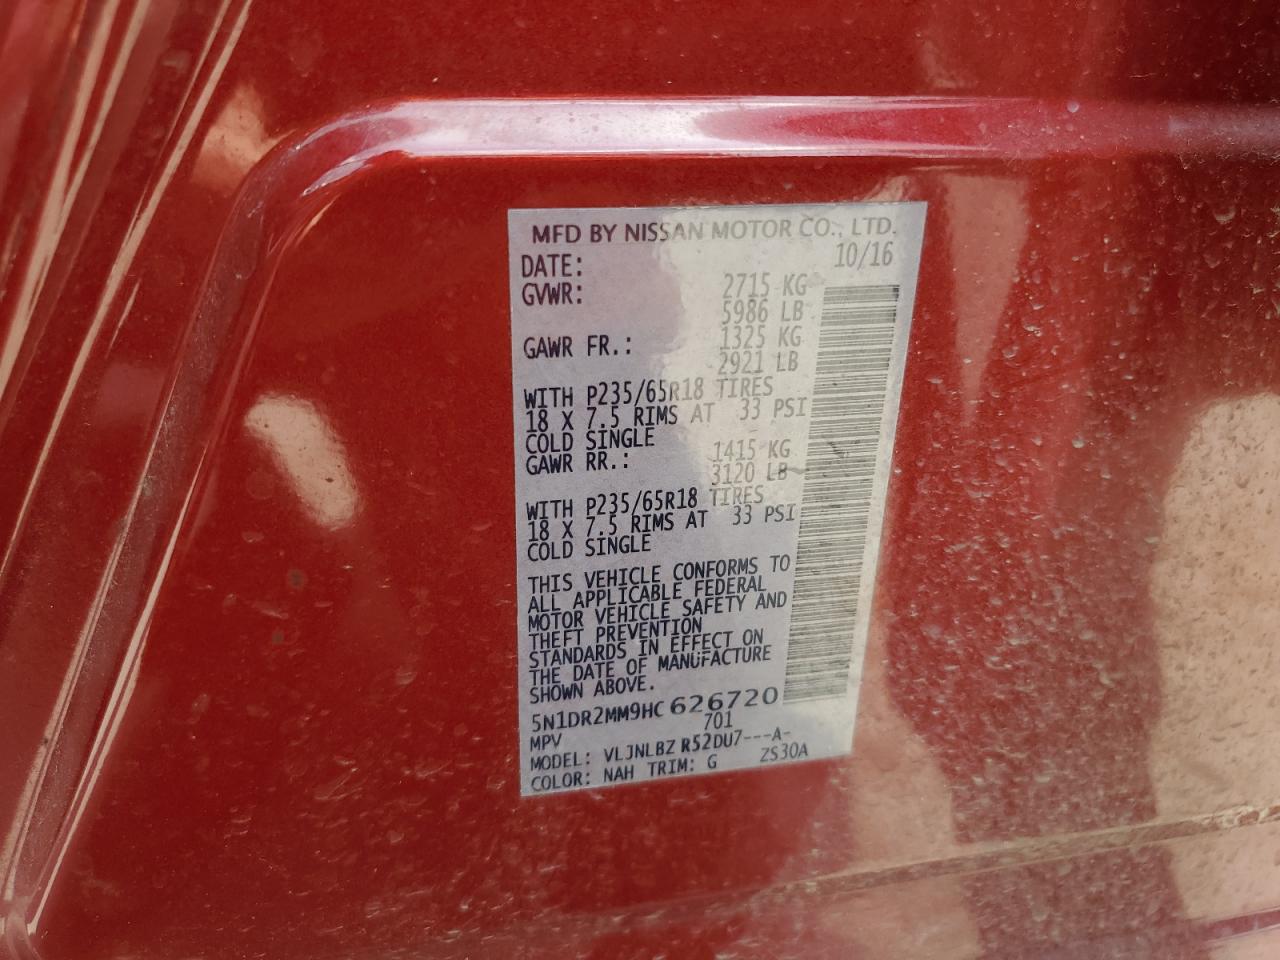 MFD BY NISSAN MOTOR CO., LTD.
DATE: 10/16
GVWR: 2715 KG
5986 LB
GAWR FR.: 1325 KG
2921 LB
WITH P235/65R18 TIRES
18 X 7.5 RIMS AT 33 PSI
COLD SINGLE
GAWR RR.: 1415 KG
3120 LB
WITH P235/65R18 TIRES
18 X 7.5 RIMS AT 33 PSI
COLD SINGLE
THIS VEHICLE CONFORMS TO
ALL APPLICABLE FEDERAL
MOTOR VEHICLE SAFETY AND
THEFT PREVENTION
STANDARDS IN EFFECT ON
THE DATE OF MANUFACTURE
SHOWN ABOVE.
5N1DR2MM9HC626720
MPV 701
MODEL: VLJNLBZ R52DU7---A-
COLOR: NAH TRIM: G ZS30A